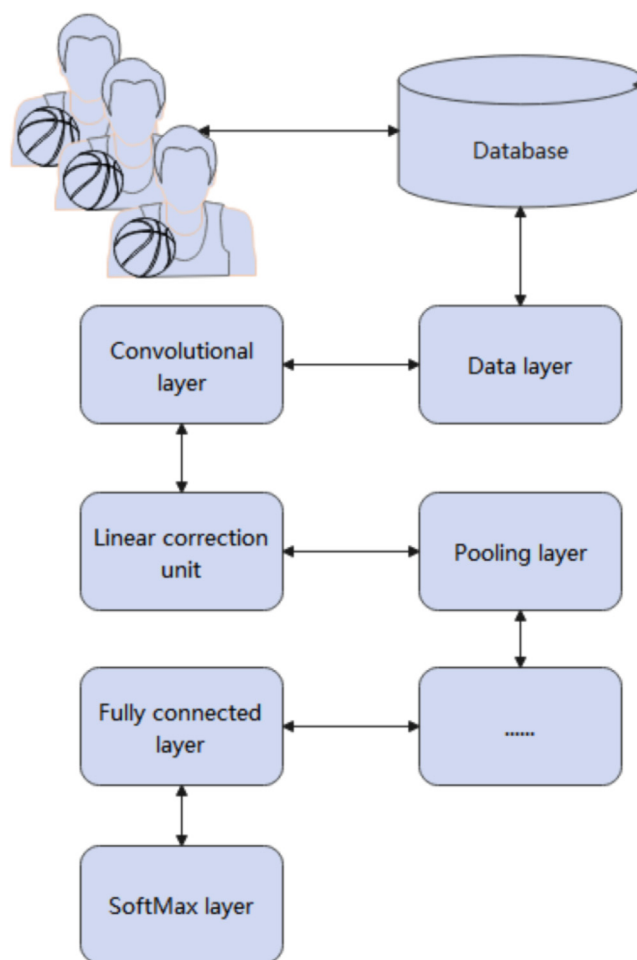 Database
Convolutional
layer
Data layer
Linear correction
unit
Pooling layer
Fully connected
layer
......
SoftMax layer